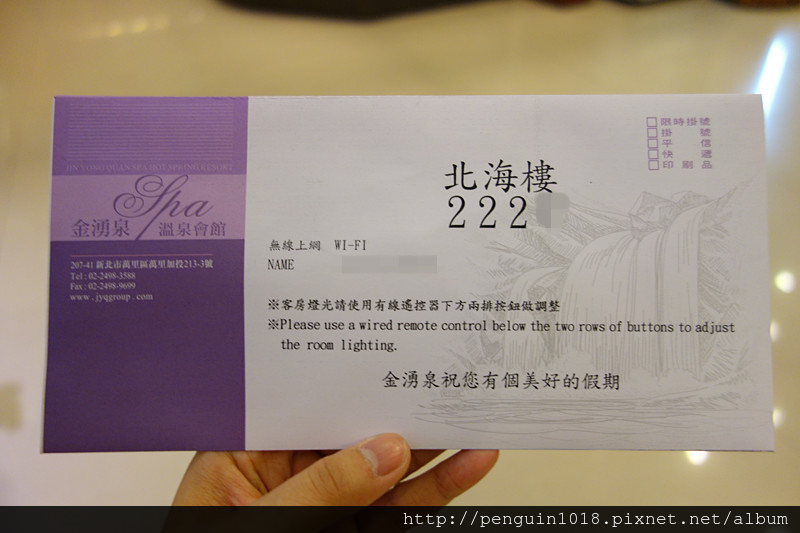 JIN YONG QUAN SPA HOT SPRING RESORT
金湧泉 Spa 溫泉會館
207-41 新北市萬里區萬里加投213-3號
Tel : 02-2498-3588
Fax : 02-2498-9699
www.jyqgroup.com
□限時掛號
□掛號
□平信
□快遞
□印刷品
北海樓
222
無線上網 WI-FI
NAME
※客房燈光請使用有線遙控器下方兩排按鈕做調整
※Please use a wired remote control below the two rows of buttons to adjust
the room lighting.
金湧泉祝您有個美好的假期
http://penguin1018.pixnet.net/album